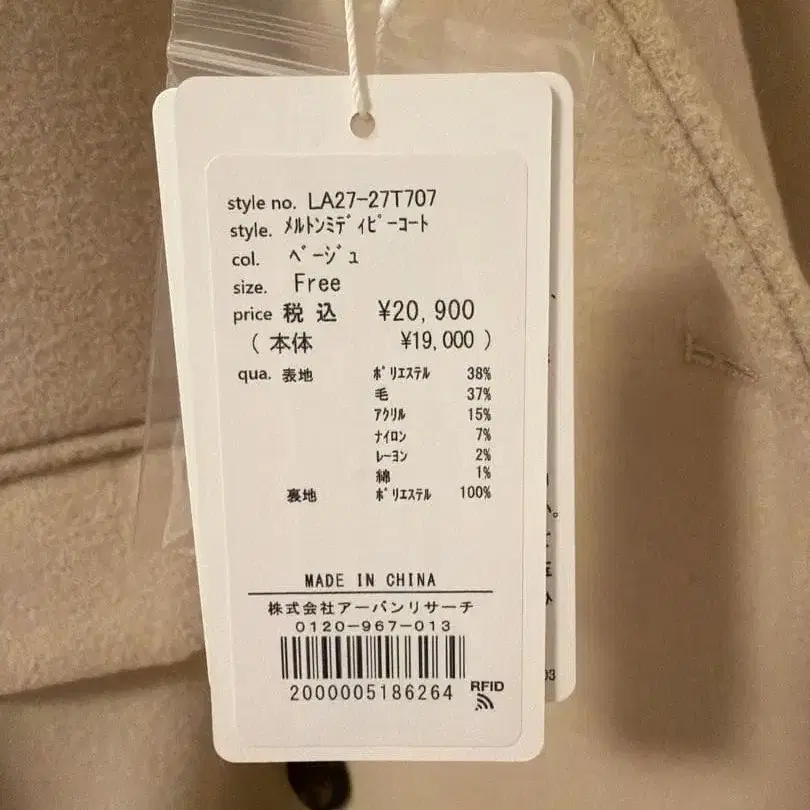 style no. LA27-27T707
style. ﾒﾙﾄﾝﾐﾃﾞｨﾋﾟｰｺｰﾄ
col. ﾍﾞｰｼﾞｭ
size. Free
price 税込 ¥20,900
( 本体 ¥19,000 )
qua. 表地 ﾎﾟﾘｴｽﾃﾙ 38%
毛 37%
ｱｸﾘﾙ 15%
ﾅｲﾛﾝ 7%
ﾚｰﾖﾝ 2%
綿 1%
裏地 ﾎﾟﾘｴｽﾃﾙ 100%
MADE IN CHINA
株式会社アーバンリサーチ
0120-967-013
2000005186264
RFID